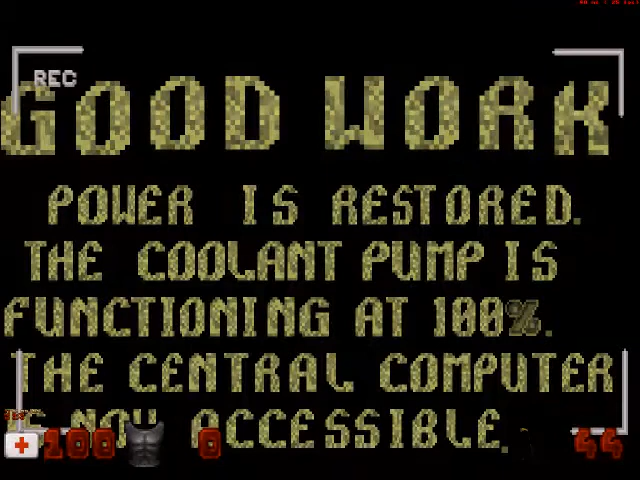 REC
GOOD WORK
POWER IS RESTORED.
THE COOLANT PUMP IS
FUNCTIONING AT 100%.
THE CENTRAL COMPUTER
IS NOW ACCESSIBLE.
100 0 44